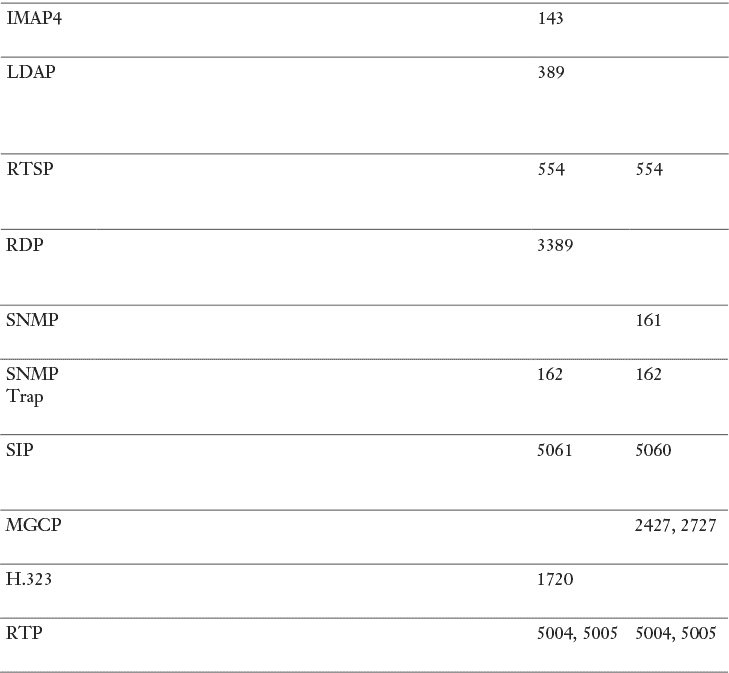 IMAP4 143
LDAP 389
RTSP 554 554
RDP 3389
SNMP 161
SNMP 162 162
Trap
SIP 5061 5060
MGCP 2427, 2727
H.323 1720
RTP 5004, 5005 5004, 5005